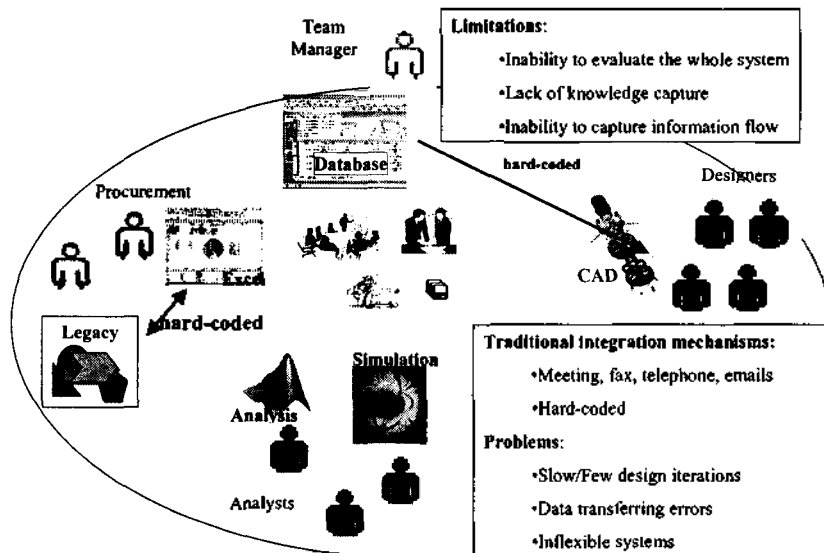 Team
Manager
Limitations:
•Inability to evaluate the whole system
•Lack of knowledge capture
•Inability to capture information flow
Database
hard-coded
Designers
Procurement
Excel
CAD
Legacy
hard-coded
Simulation
Analysis
Analysts
Traditional integration mechanisms:
•Meeting, fax, telephone, emails
•Hard-coded
Problems:
•Slow/Few design iterations
•Data transferring errors
•Inflexible systems